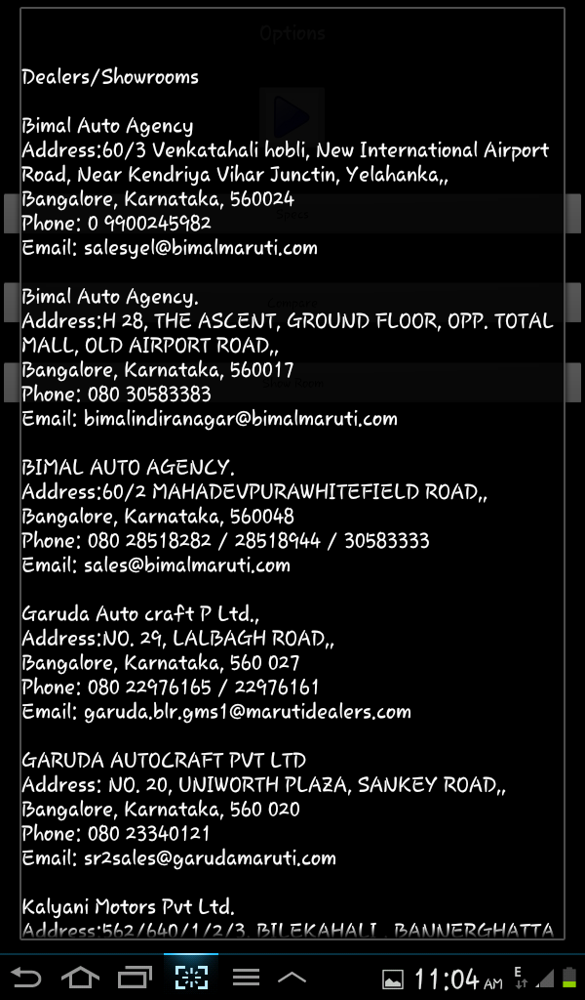 Options
Dealers/Showrooms
Bimal Auto Agency
Address:60/3 Venkatahali hobli, New International Airport
Road, Near Kendriya Vihar Junctin, Yelahanka,,
Bangalore, Karnataka, 560024
Phone: 0 9900245982
Email: salesyel@bimalmaruti.com
Bimal Auto Agency.
Address:H 28, THE ASCENT, GROUND FLOOR, OPP. TOTAL
MALL, OLD AIRPORT ROAD,,
Bangalore, Karnataka, 560017
Show Room
Phone: 080 30583383
Email: bimalindiranagar@bimalmaruti.com
BIMAL AUTO AGENCY.
Address:60/2 MAHADEVPURAWHITEFIELD ROAD,,
Bangalore, Karnataka, 560048
Phone: 080 28518282 / 28518944 / 30583333
Email: sales@bimalmaruti.com
Garuda Auto craft P Ltd.,
Address:NO. 29, LALBAGH ROAD,,
Bangalore, Karnataka, 560 027
Phone: 080 22976165 / 22976161
Email: garuda.blr.gms1@marutidealers.com
GARUDA AUTOCRAFT PVT LTD
Address: NO. 20, UNIWORTH PLAZA, SANKEY ROAD,,
Bangalore, Karnataka, 560 020
Phone: 080 23340121
Email: sr2sales@garudamaruti.com
Kalyani Motors Pvt Ltd.
Address:562/640/1/2/3, BILEKAHALI , BANNERGHATTA
11:04 AM E